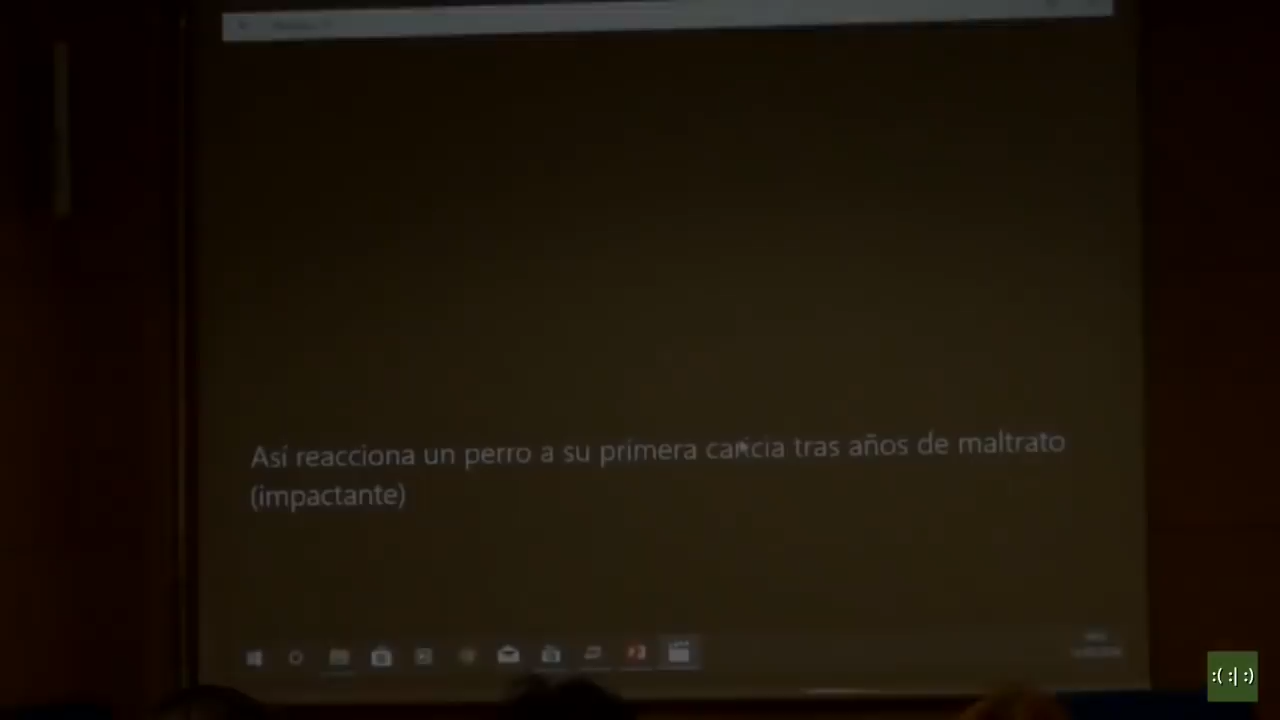 Así reacciona un perro a su primera caricia tras años de maltrato
(impactante)
:( :| :)